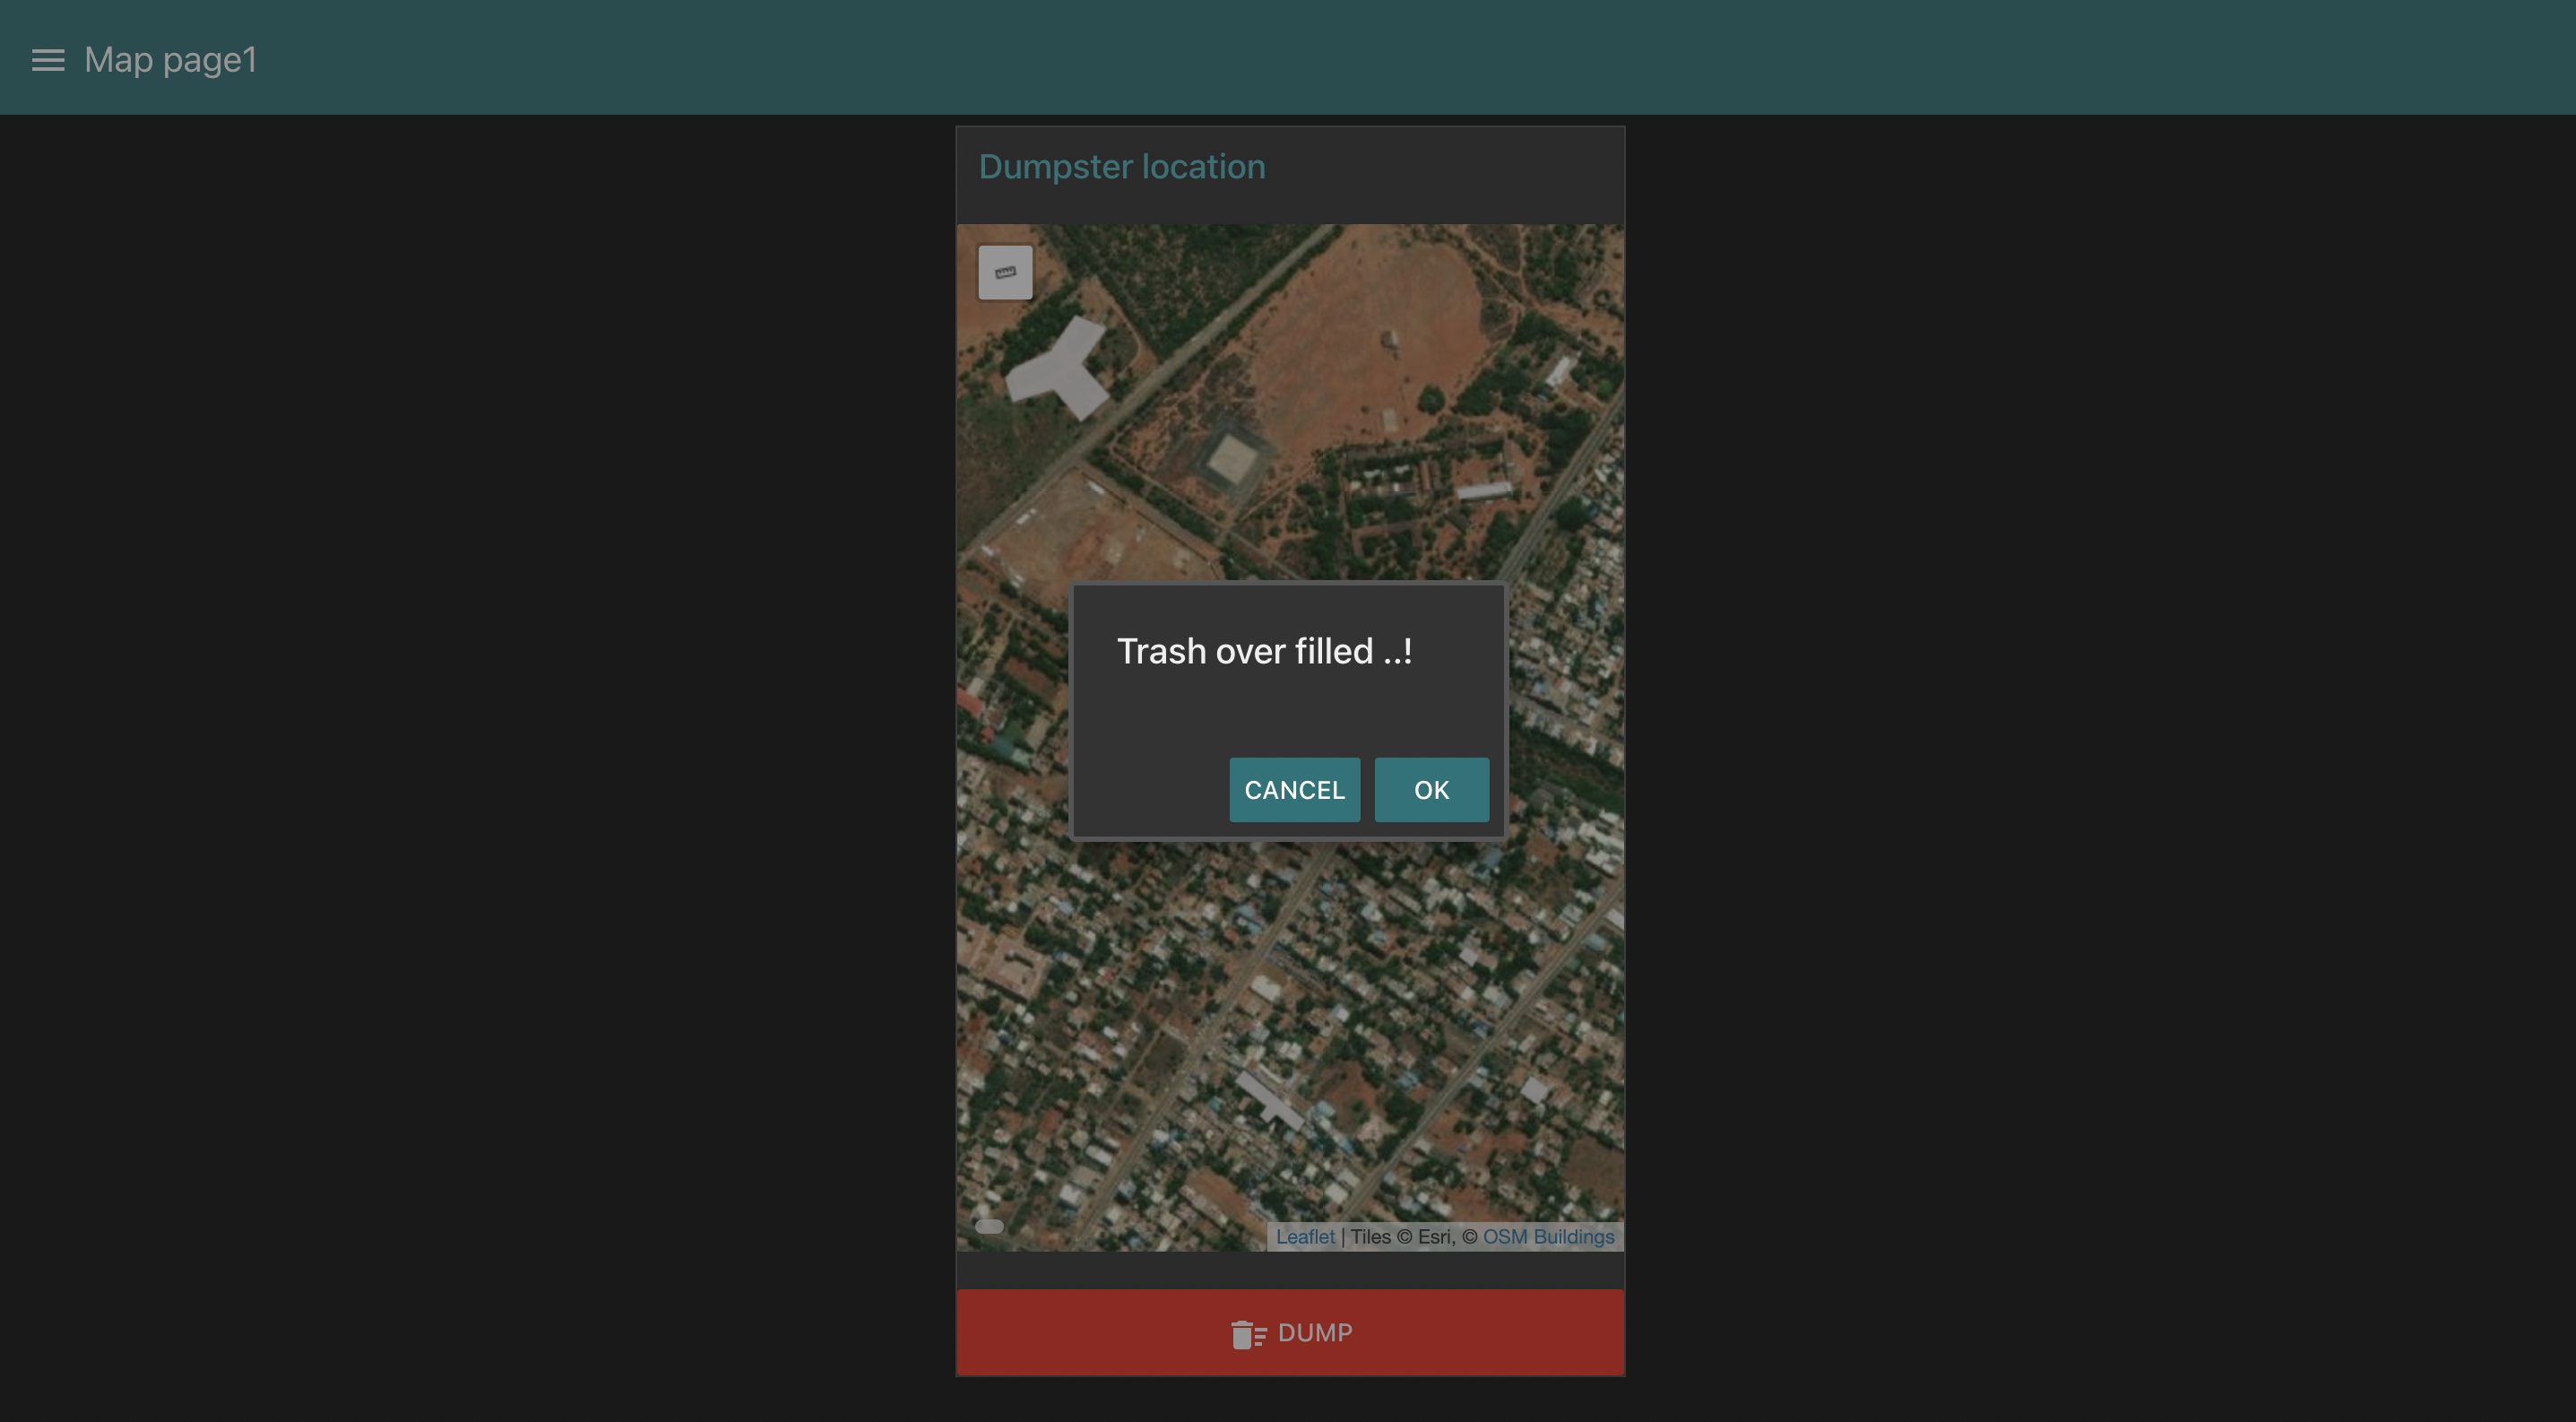 Map page1
Dumpster location
Trash over filled ..!
CANCEL OK
Leaflet | Tiles © Esri, © OSM Buildings
DUMP